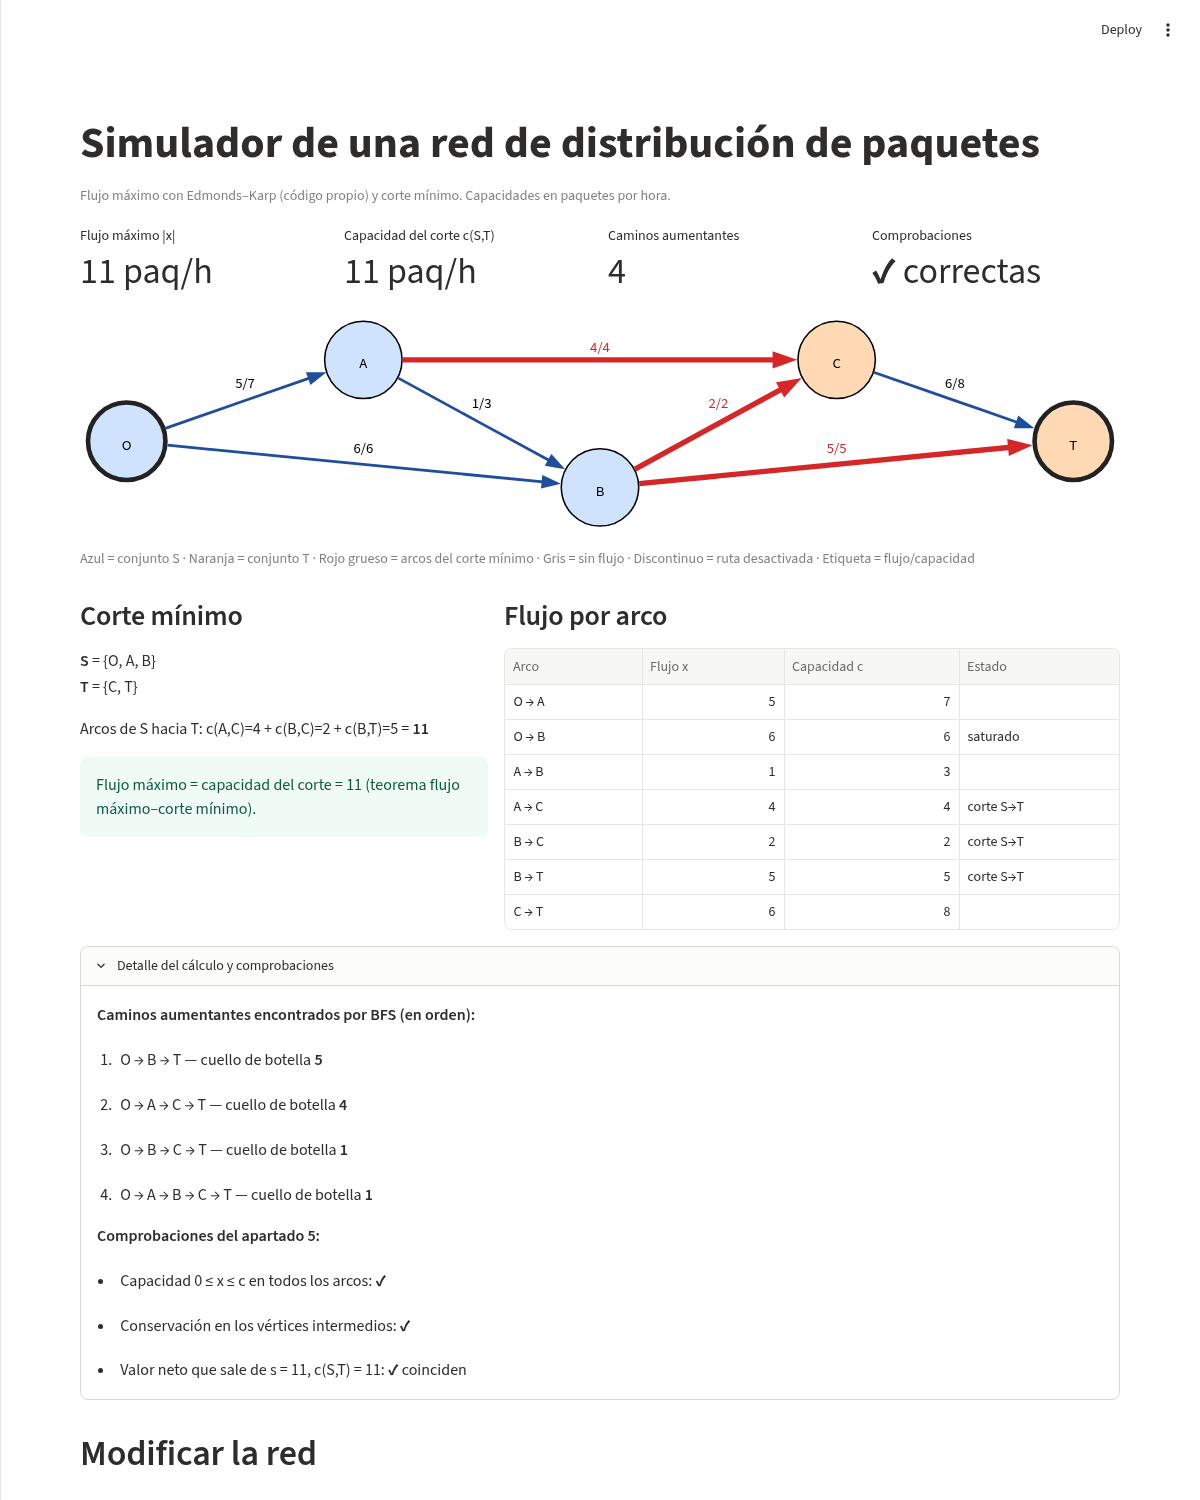 Deploy
Simulador de una red de distribución de paquetes
Flujo máximo con Edmonds–Karp (código propio) y corte mínimo. Capacidades en paquetes por hora.
Flujo máximo |x|
11 paq/h
Capacidad del corte c(S,T)
11 paq/h
Caminos aumentantes
4
Comprobaciones
✓ correctas
A
4/4
C
5/7
1/3
2/2
6/8
O
6/6
5/5
T
B
Azul = conjunto S · Naranja = conjunto T · Rojo grueso = arcos del corte mínimo · Gris = sin flujo · Discontinuo = ruta desactivada · Etiqueta = flujo/capacidad
Corte mínimo
S = {O, A, B}
T = {C, T}
Arcos de S hacia T: c(A,C)=4 + c(B,C)=2 + c(B,T)=5 = 11
Flujo máximo = capacidad del corte = 11 (teorema flujo
máximo–corte mínimo).
Flujo por arco
Arco Flujo x Capacidad c Estado
O → A 5 7
O → B 6 6 saturado
A → B 1 3
A → C 4 4 corte S→T
B → C 2 2 corte S→T
B → T 5 5 corte S→T
C → T 6 8
Detalle del cálculo y comprobaciones
Caminos aumentantes encontrados por BFS (en orden):
1. O → B → T — cuello de botella 5
2. O → A → C → T — cuello de botella 4
3. O → B → C → T — cuello de botella 1
4. O → A → B → C → T — cuello de botella 1
Comprobaciones del apartado 5:
• Capacidad 0 ≤ x ≤ c en todos los arcos: ✓
• Conservación en los vértices intermedios: ✓
• Valor neto que sale de s = 11, c(S,T) = 11: ✓ coinciden
Modificar la red